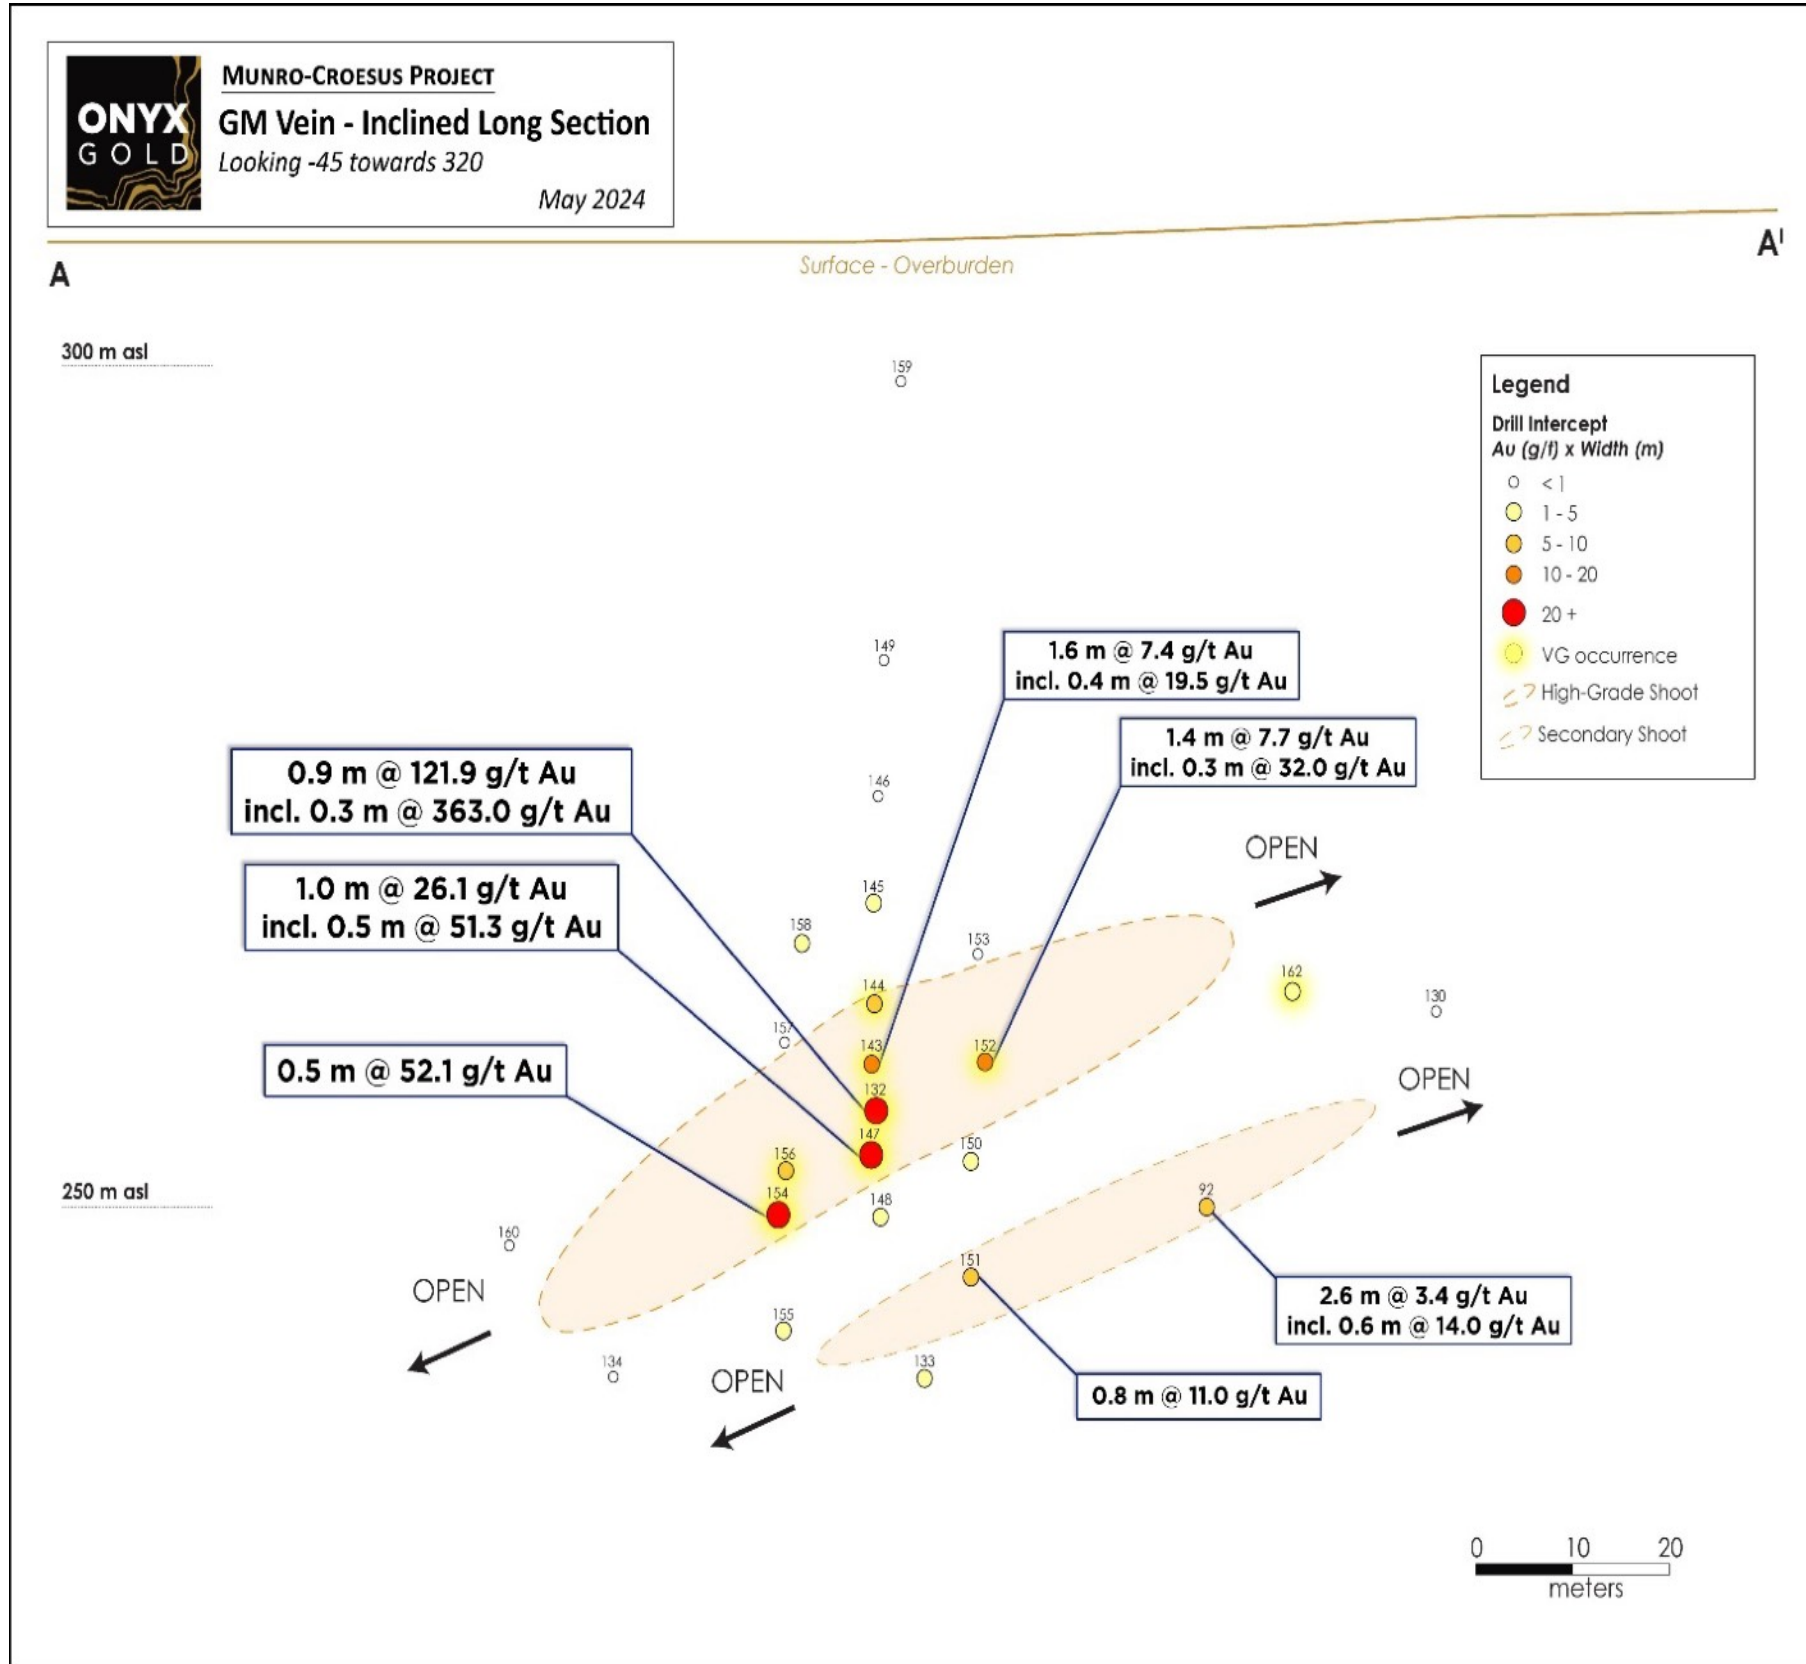 ONYX
GOLD
MUNRO-CROESUS PROJECT
GM Vein - Inclined Long Section
Looking -45 towards 320
May 2024
A
A'
Surface - Overburden
300 m asl
159
Legend
Drill Intercept
Au (g/t) x Width (m)
< 1
1 - 5
5 - 10
10 - 20
20 +
VG occurrence
High-Grade Shoot
Secondary Shoot
149
1.6 m @ 7.4 g/t Au
incl. 0.4 m @ 19.5 g/t Au
1.4 m @ 7.7 g/t Au
incl. 0.3 m @ 32.0 g/t Au
0.9 m @ 121.9 g/t Au
incl. 0.3 m @ 363.0 g/t Au
146
OPEN
1.0 m @ 26.1 g/t Au
incl. 0.5 m @ 51.3 g/t Au
145
158
153
144
162
130
157
143
152
0.5 m @ 52.1 g/t Au
OPEN
132
147
150
156
154
250 m asl
148
92
160
151
OPEN
2.6 m @ 3.4 g/t Au
incl. 0.6 m @ 14.0 g/t Au
155
134
133
OPEN
0.8 m @ 11.0 g/t Au
0 10 20
meters